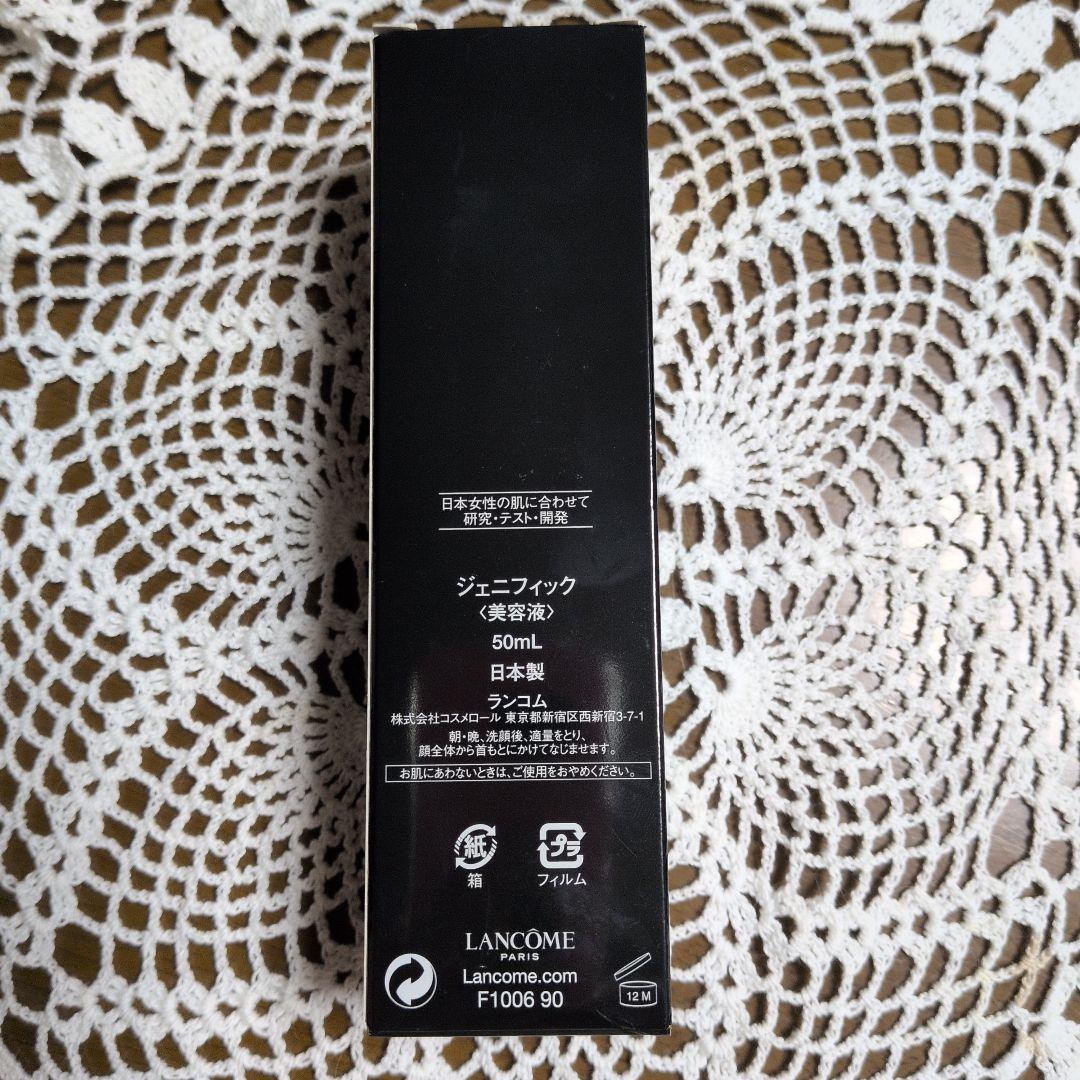 日本女性の肌に合わせて
研究・テスト・開発
ジェニフィック
〈美容液〉
50mL
日本製
ランコム
株式会社コスメロール 東京都新宿区西新宿3-7-1
朝・晩、洗顔後、適量をとり、
顔全体から首もとにかけてなじませます。
お肌にあわないときは、ご使用をおやめください。
紙
プラ
箱
フィルム
LANCÔME
PARIS
Lancome.com
F1006 90
12 M